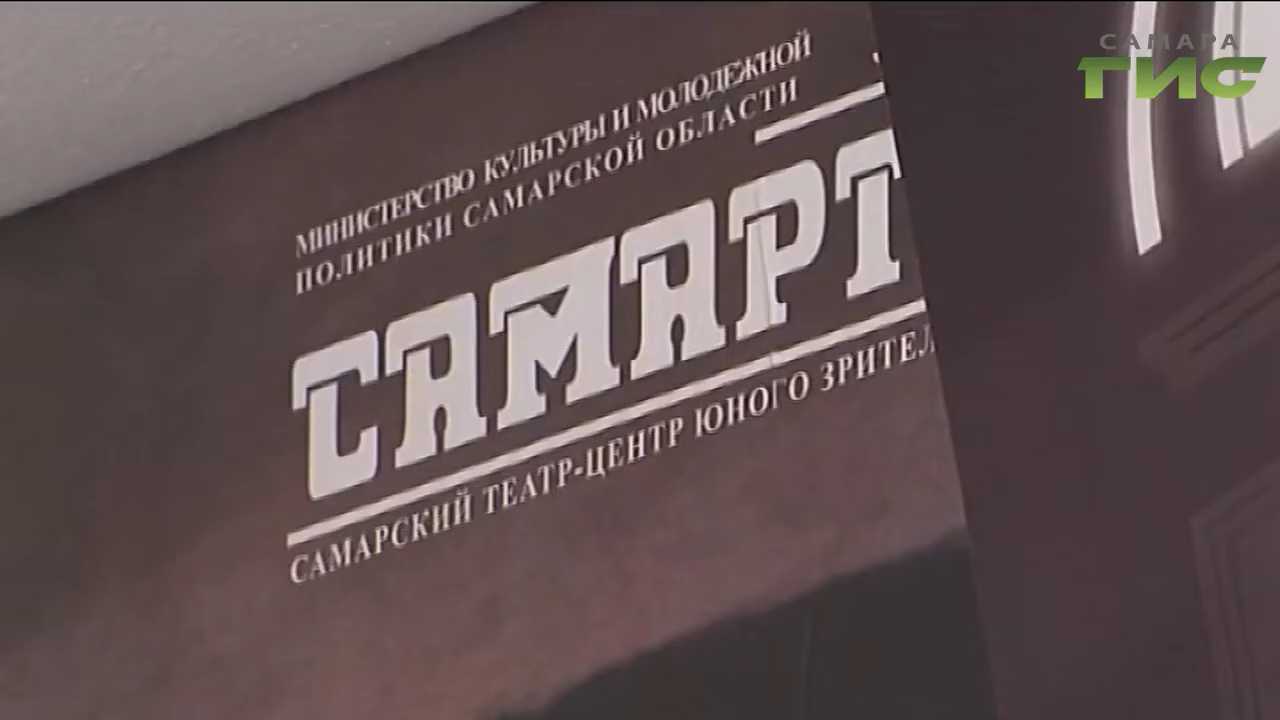 САМАРА
ГИС
МИНИСТЕРСТВО КУЛЬТУРЫ И МОЛОДЕЖНОЙ
ПОЛИТИКИ САМАРСКОЙ ОБЛАСТИ
САМАРТ
САМАРСКИЙ ТЕАТР-ЦЕНТР ЮНОГО ЗРИТЕЛ